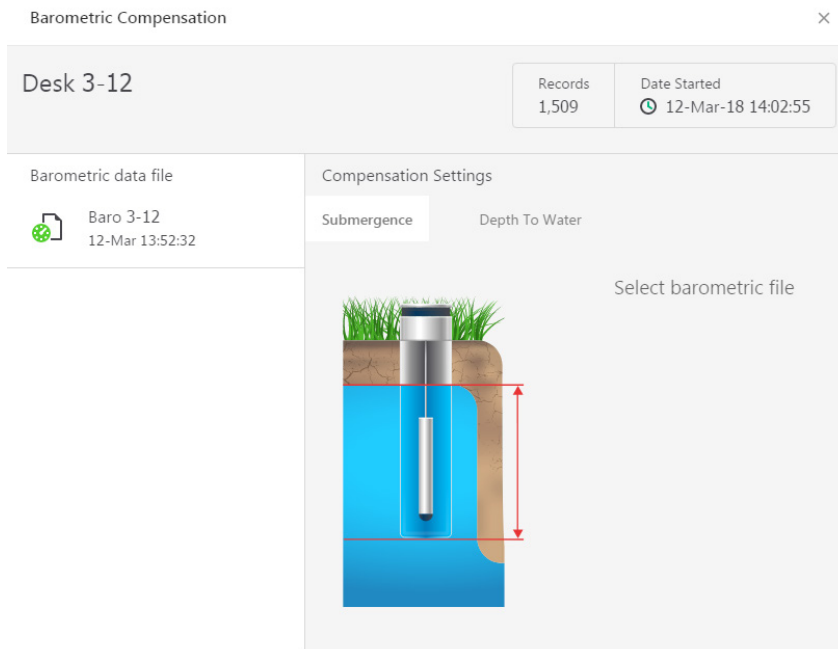 Barometric Compensation
Desk 3-12
Records
1,509
Date Started
12-Mar-18 14:02:55
Barometric data file
Baro 3-12
12-Mar 13:52:32
Compensation Settings
Submergence
Depth To Water
Select barometric file